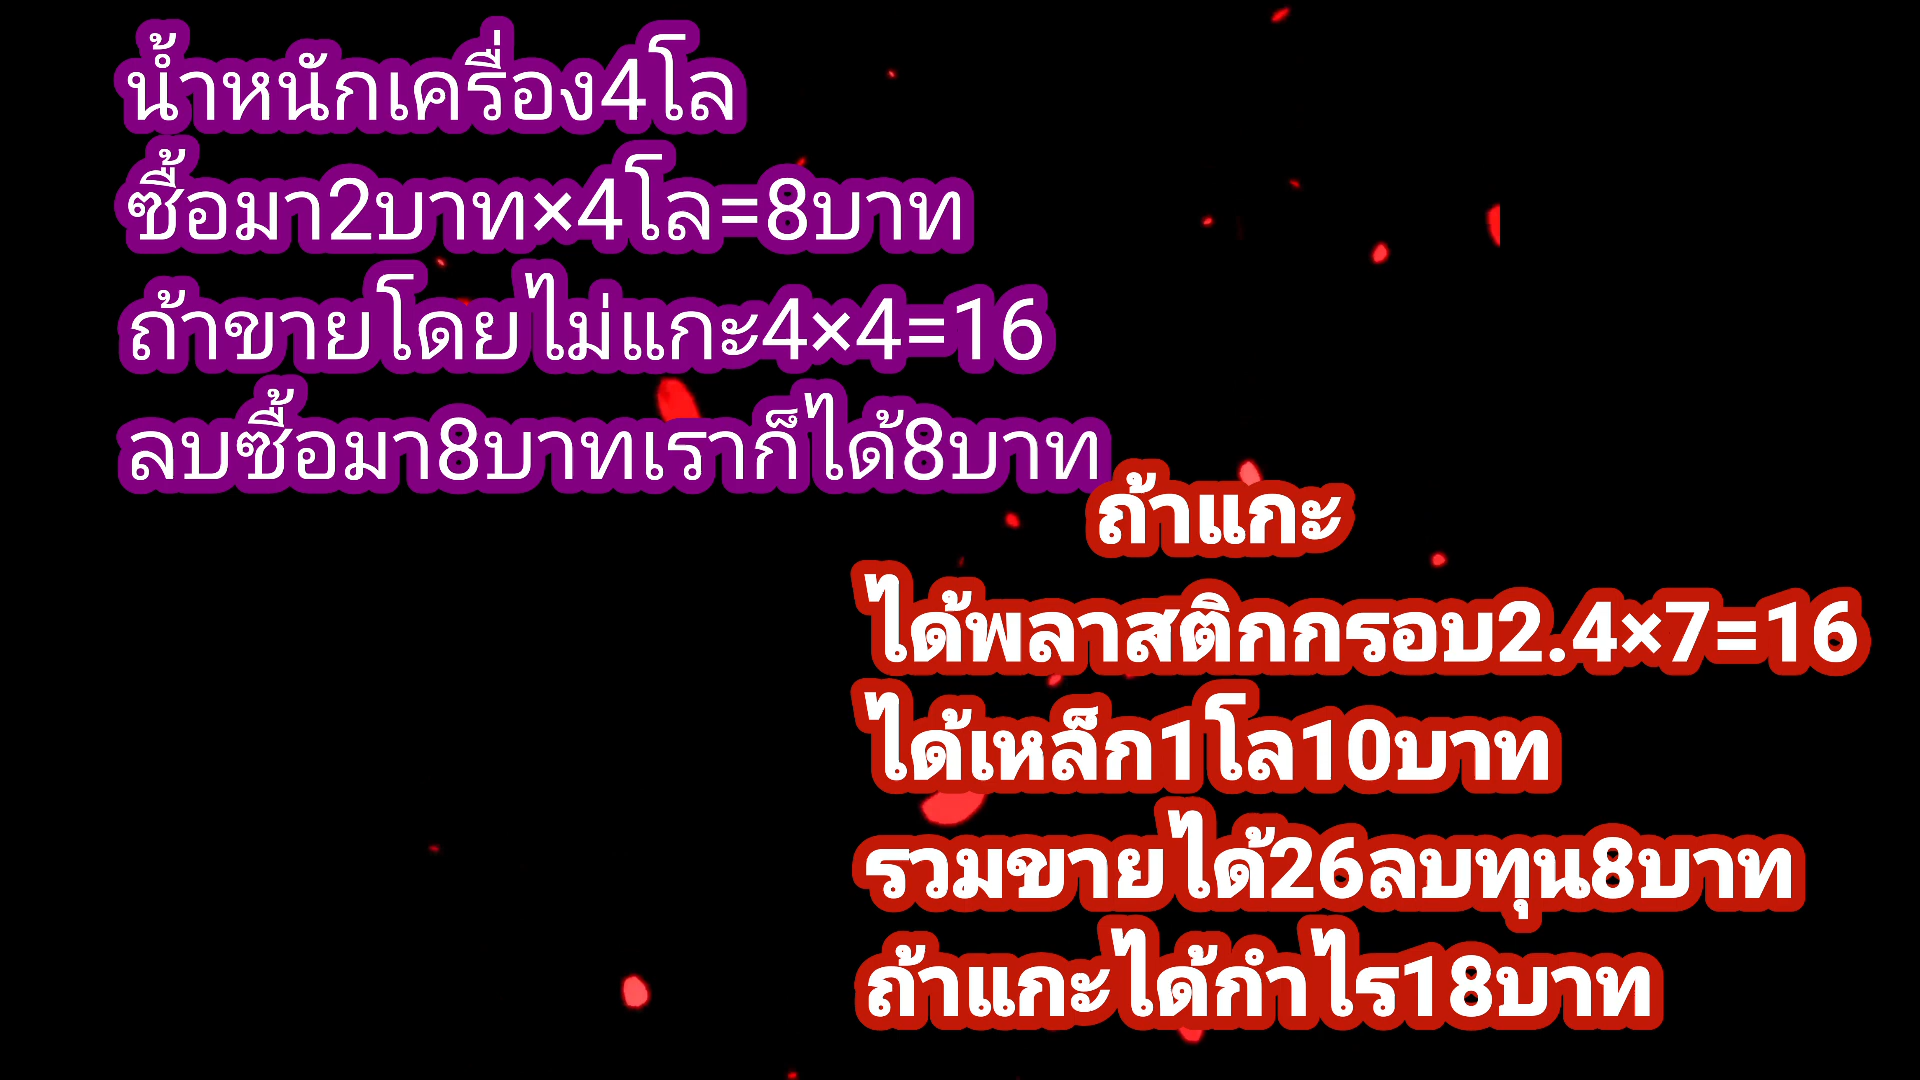 น้ำหนักเครื่อง4โล
ซื้อมา2บาท×4โล=8บาท
ถ้าขายโดยไม่แกะ4×4=16
ลบซื้อมา8บาทเราก็ได้8บาท
ถ้าแกะ
ได้พลาสติกกรอบ2.4×7=16
ได้เหล็ก1โล10บาท
รวมขายได้26ลบทุน8บาท
ถ้าแกะได้กำไร18บาท